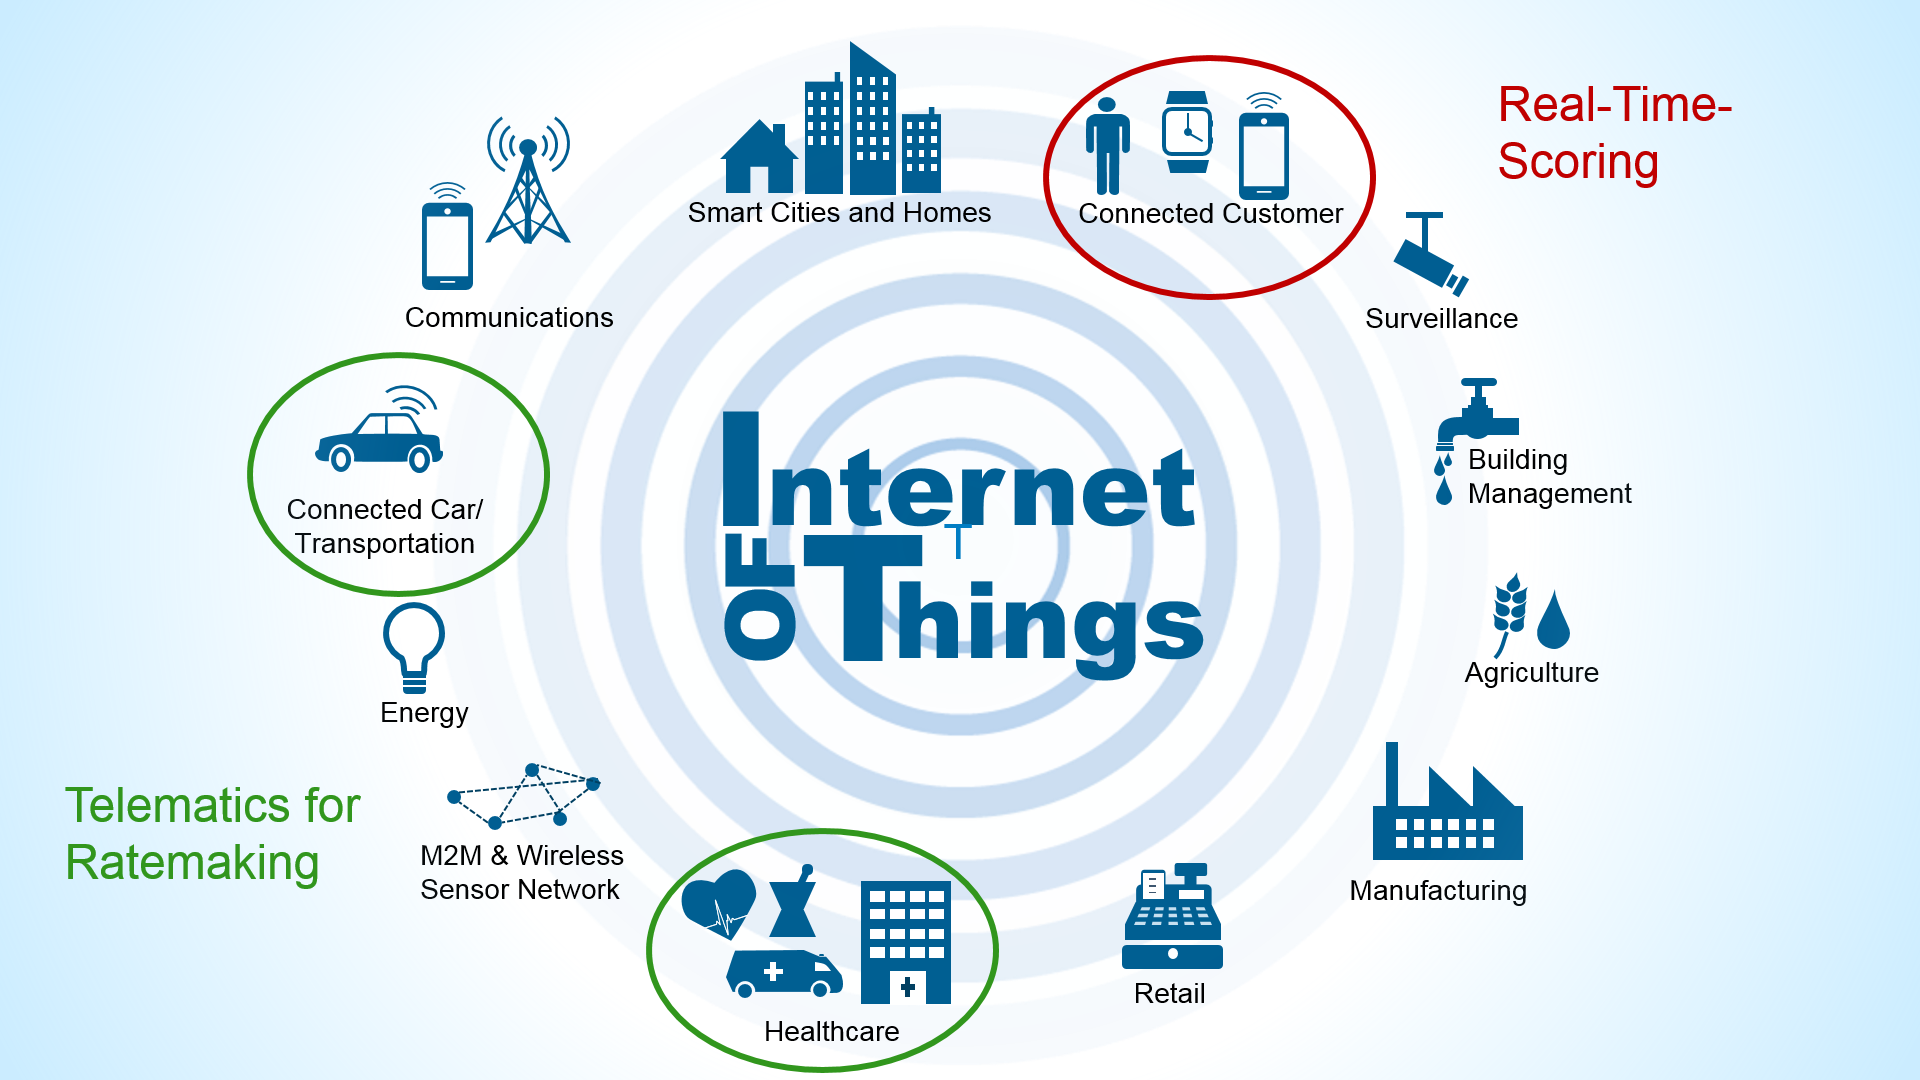 Real-Time-
Scoring
Smart Cities and Homes
Connected Customer
Communications
Surveillance
Connected Car/
Transportation
Internet
OF
T
Things
Building
Management
Energy
Agriculture
Telematics for
Ratemaking
M2M & Wireless
Sensor Network
Manufacturing
Retail
Healthcare